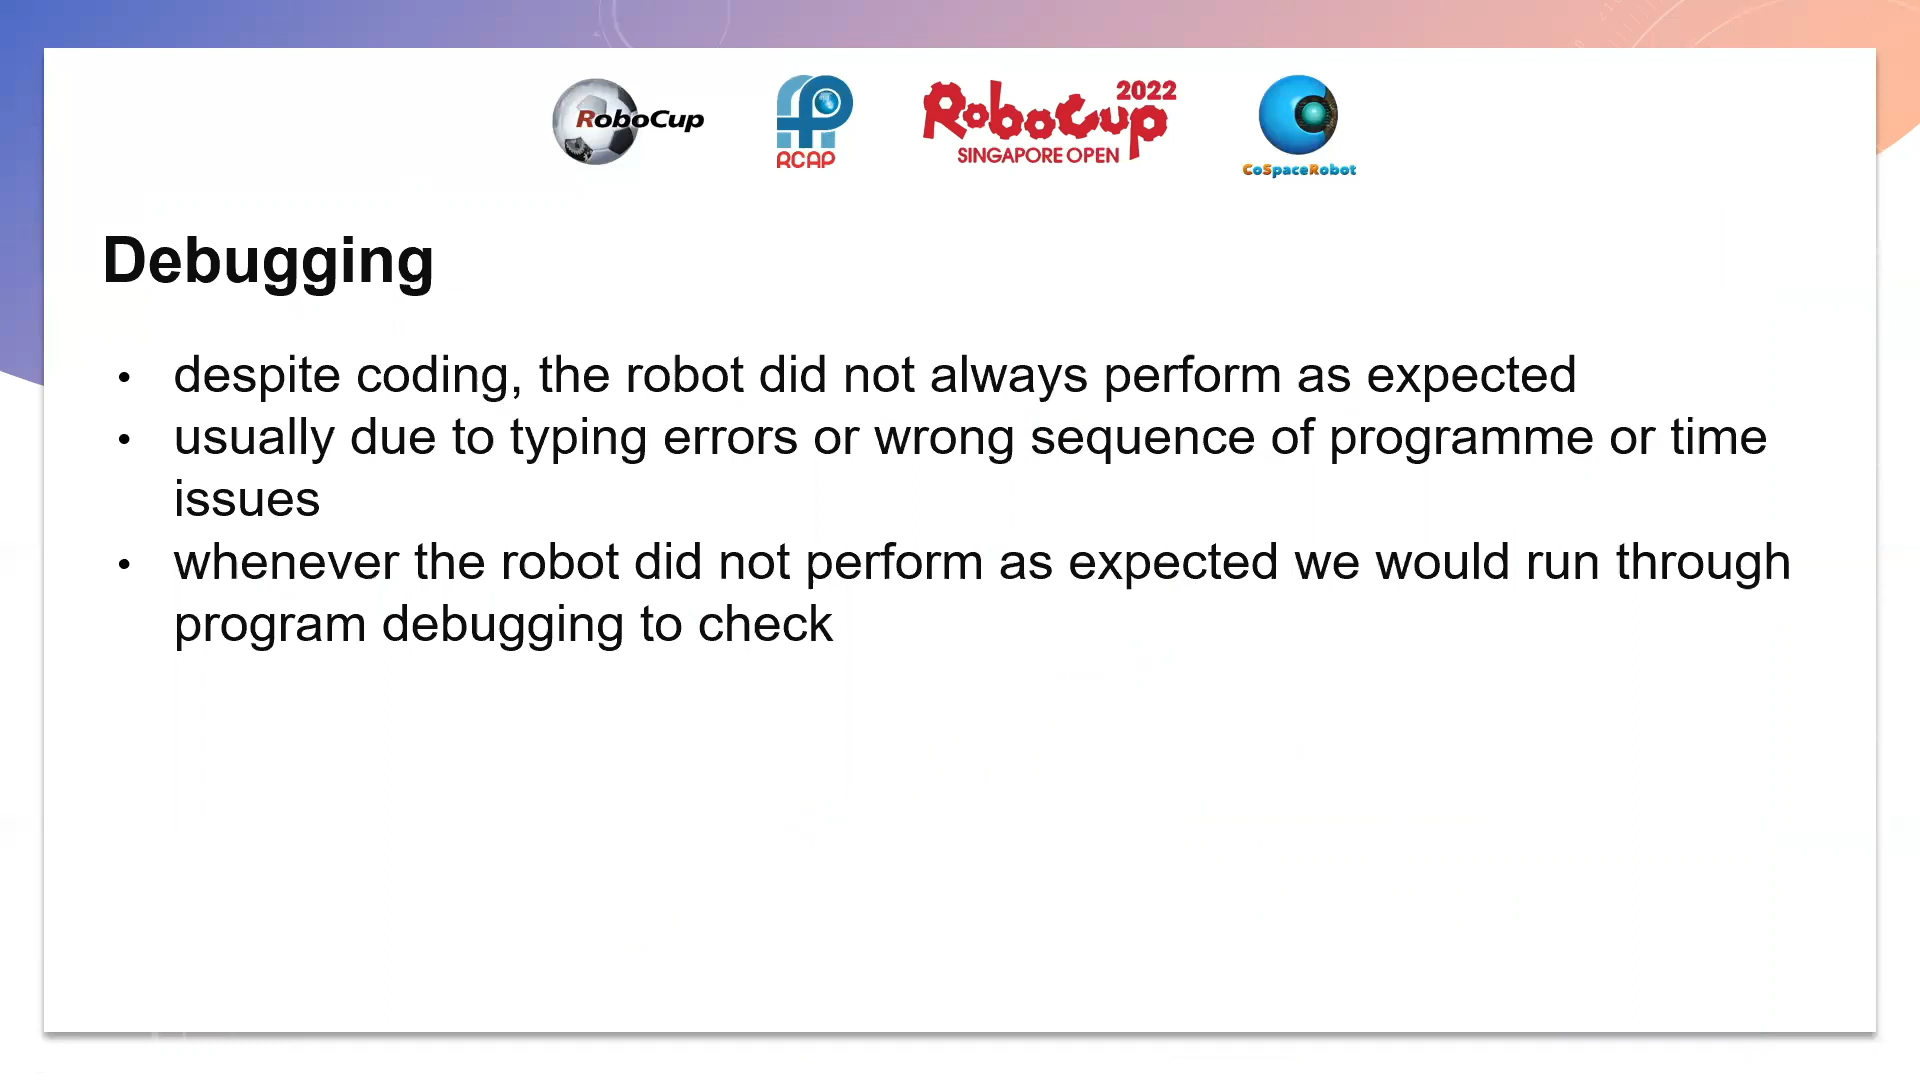 RoboCup
RCAP
RoboCup 2022
SINGAPORE OPEN
CoSpaceRobot
Debugging
• despite coding, the robot did not always perform as expected
• usually due to typing errors or wrong sequence of programme or time
issues
• whenever the robot did not perform as expected we would run through
program debugging to check